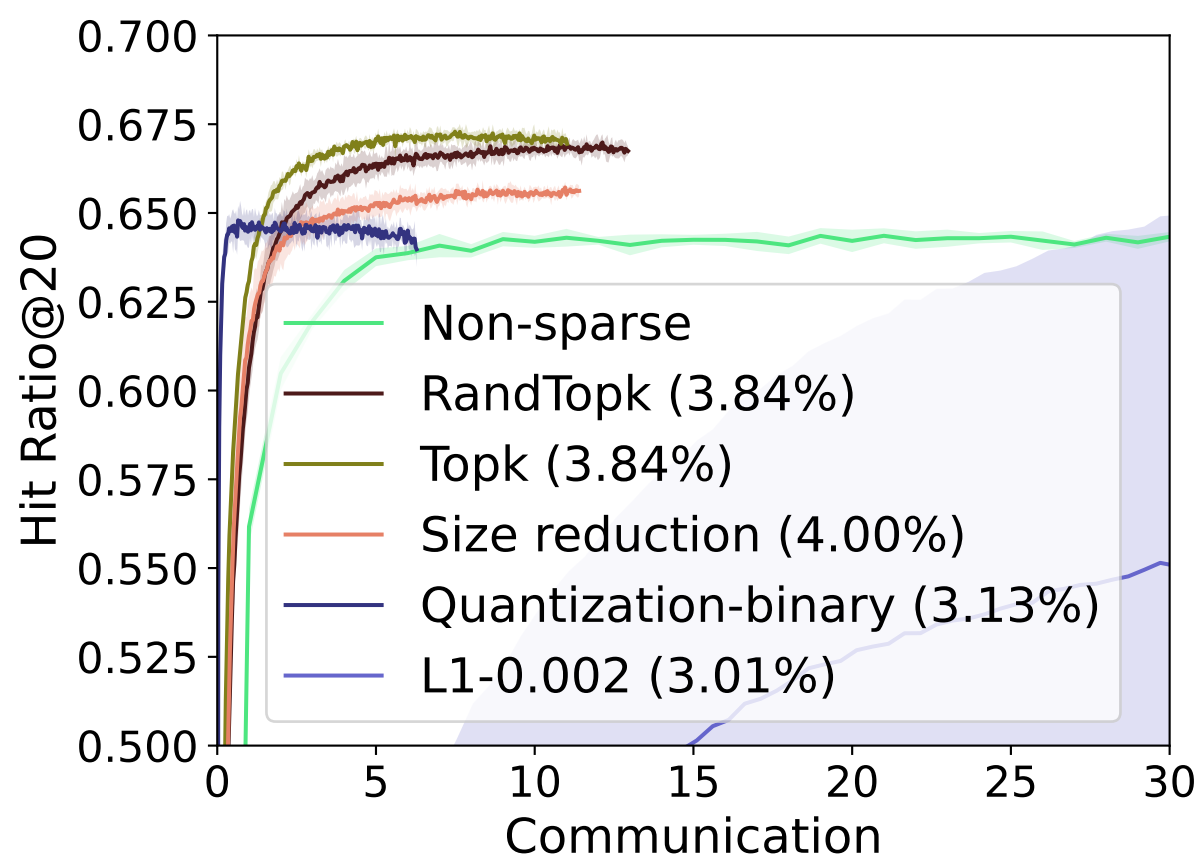 0.700
0.675
0.650
0.625
0.600
0.575
0.550
0.525
0.500
Hit Ratio@20
Non-sparse
RandTopk (3.84%)
Topk (3.84%)
Size reduction (4.00%)
Quantization-binary (3.13%)
L1-0.002 (3.01%)
0 5 10 15 20 25 30
Communication